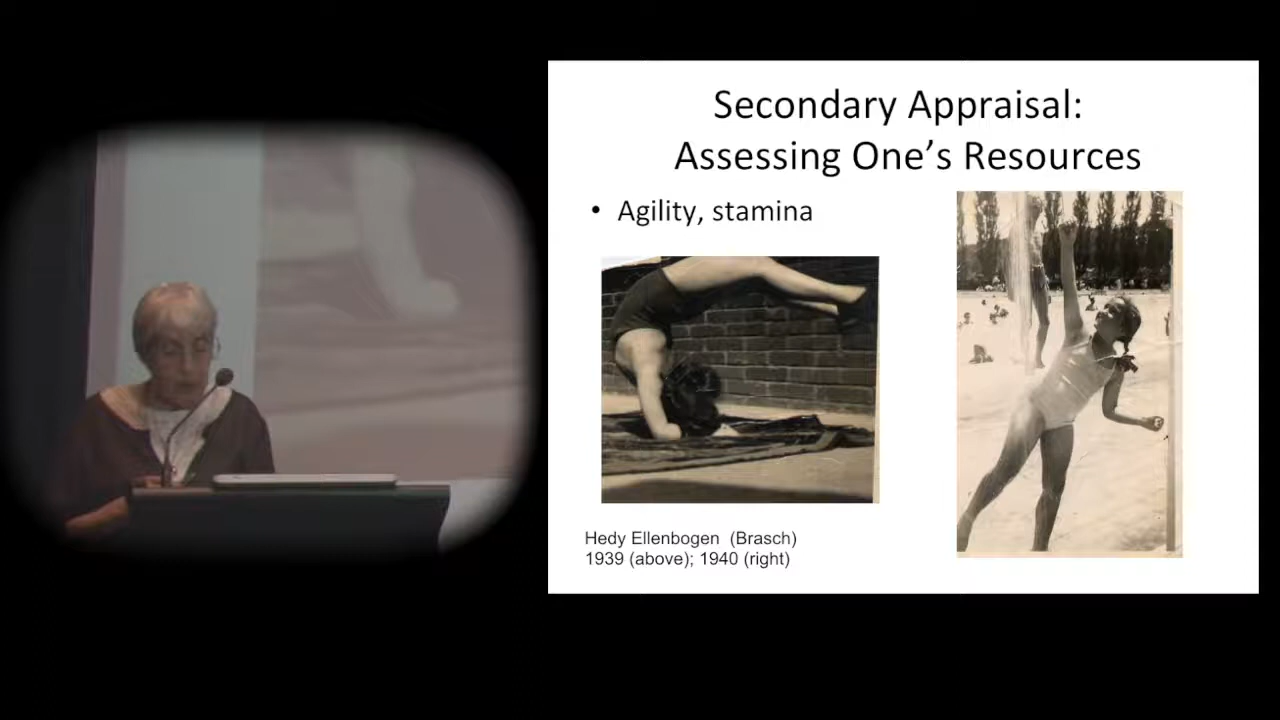 Secondary Appraisal:
Assessing One's Resources
• Agility, stamina
Hedy Ellenbogen (Brasch)
1939 (above); 1940 (right)